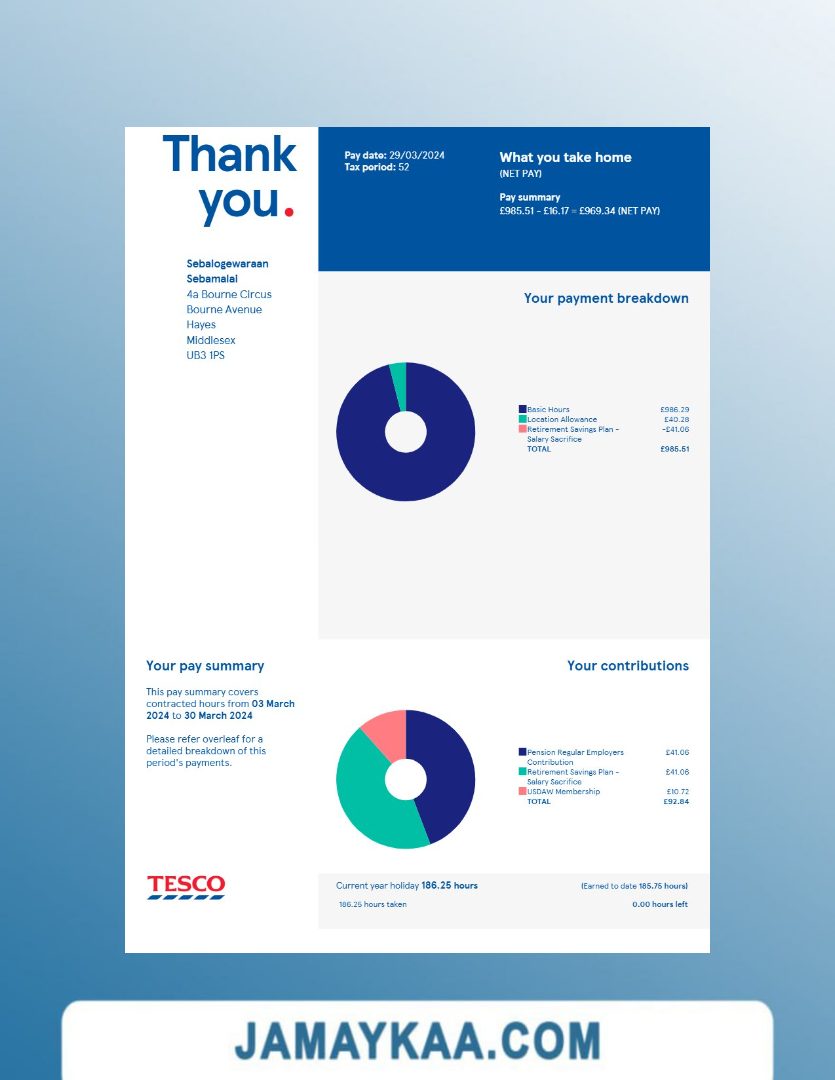 Thank
you.
Pay date: 29/03/2024
Tax period: 52
What you take home
(NET PAY)
Pay summary
£985.51 - £16.17 = £969.34 (NET PAY)
Sebalogewaraan
Sebamalai
4a Bourne Circus
Bourne Avenue
Hayes
Middlesex
UB3 1PS
Your payment breakdown
Basic Hours £986.29
Location Allowance £40.28
Retirement Savings Plan - -£41.06
Salary Sacrifice
TOTAL £985.51
Your pay summary
This pay summary covers
contracted hours from 03 March
2024 to 30 March 2024
Please refer overleaf for a
detailed breakdown of this
period's payments.
Your contributions
Pension Regular Employers £41.06
Contribution
Retirement Savings Plan - £41.06
Salary Sacrifice
USDAW Membership £10.72
TOTAL £92.84
TESCO
Current year holiday 186.25 hours (Earned to date 185.75 hours)
186.25 hours taken 0.00 hours left
JAMAYKAA.COM